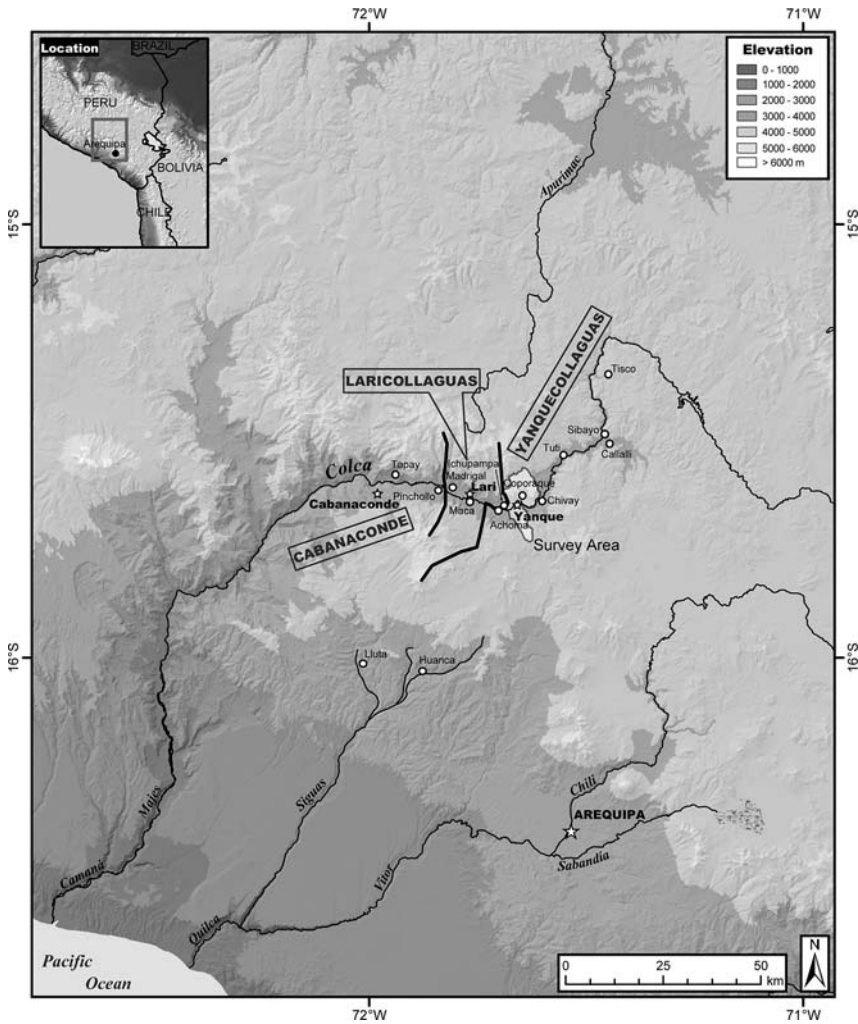 72°W
71°W
Location
BRAZIL
PERU
Arequipa
BOLIVIA
CHILE
Elevation
0 - 1000
1000 - 2000
2000 - 3000
3000 - 4000
4000 - 5000
5000 - 6000
> 6000 m
15°S
15°S
Apurimac
YANQUECOLLAGUAS
LARICOLLAGUAS
Tisco
Sibayo
Callalli
Tuti
Colca
Tapay
Ichupampa
Madrigal
Lari
Coporaque
Pinchollo
Cabanaconde
Maca
Chivay
Yanque
Achoma
CABANACONDE
Survey Area
16°S
16°S
Lluta
Huanca
Siguas
Chili
Majes
AREQUIPA
Camaná
Vitor
Sabandía
Quilca
Pacific
Ocean
N
0
25
50
km
72°W
71°W